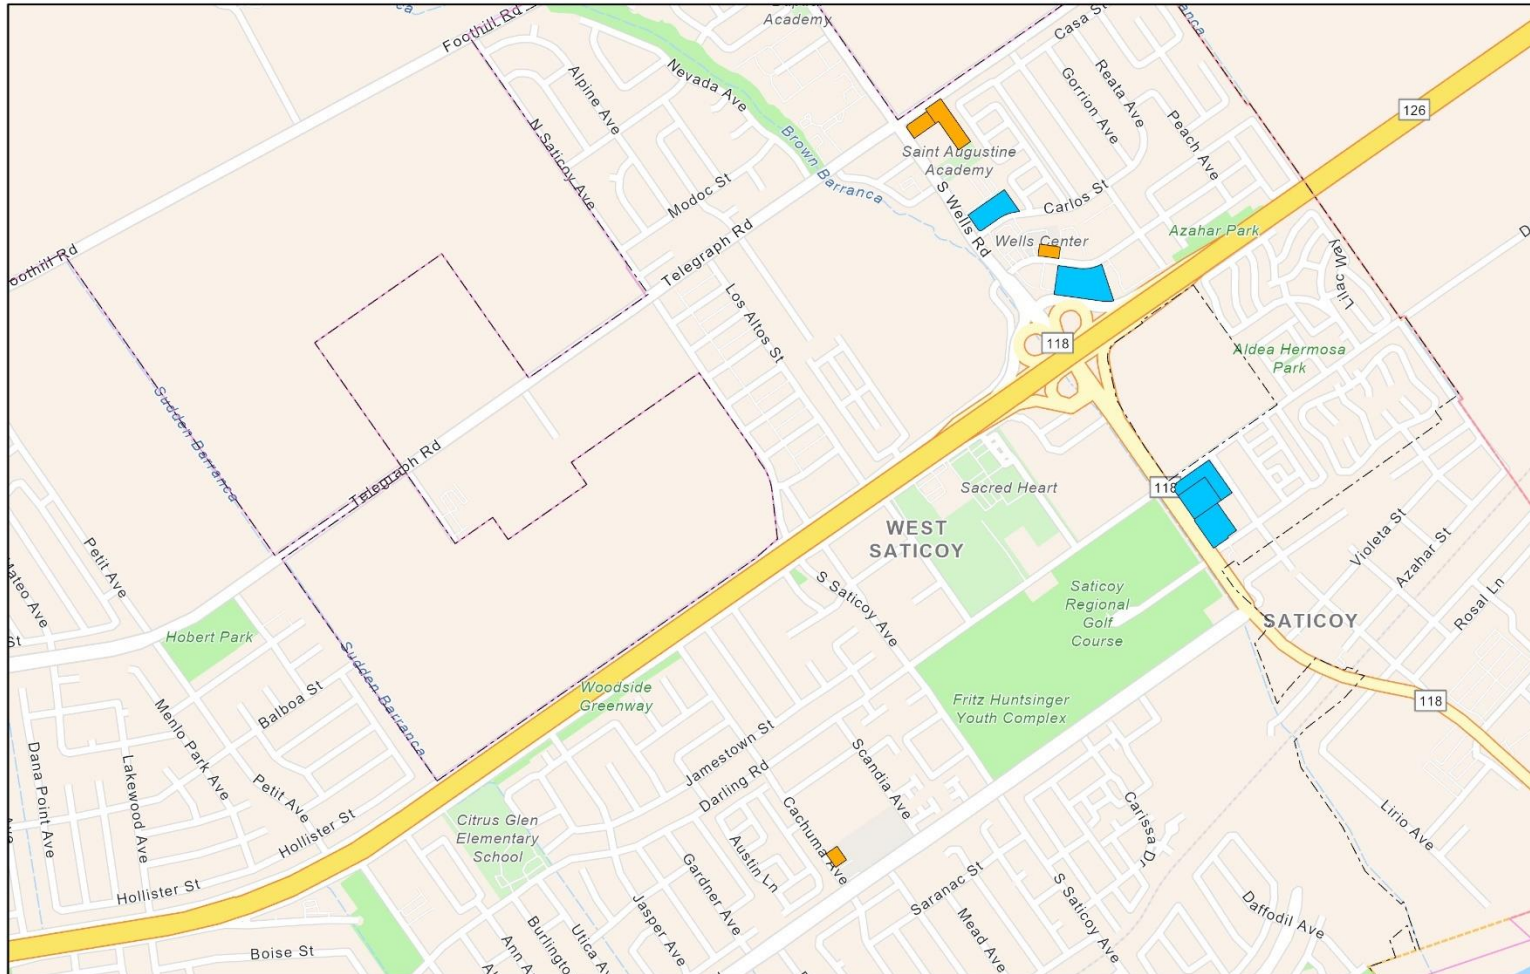 Foothill Rd
Academy
Casa St
Alpine Ave
Nevada Ave
Gorrion Ave
Reata Ave
Peach Ave
126
N Saticoy Ave
Brown Barranca
Saint Augustine
Academy
Modoc St
S Wells Rd
Carlos St
Telegraph Rd
Wells Center
Azahar Park
Lilac Way
Los Altos St
118
Aldea Hermosa
Park
Sudden Barranca
Telegraph Rd
Sacred Heart
118
WEST
SATICOY
Violeta St
Azahar St
Petit Ave
S Saticoy Ave
Saticoy
Regional
Golf
Course
Rosal Ln
SATICOY
Hobert Park
Sudden Barranca
Woodside
Greenway
Fritz Huntsinger
Youth Complex
118
Balboa St
Menlo Park Ave
Dana Point Ave
Lakewood Ave
Petit Ave
Hollister St
Jamestown St
Darling Rd
Scandia Ave
Cachuma Ave
Carissa Dr
Lirio Ave
Citrus Glen
Elementary
School
Austin Ln
Gardner Ave
Hollister St
Saranac St
S Saticoy Ave
Mead Ave
Daffodil Ave
Jasper Ave
Boise St
Ann A
Burlington
Utica Av